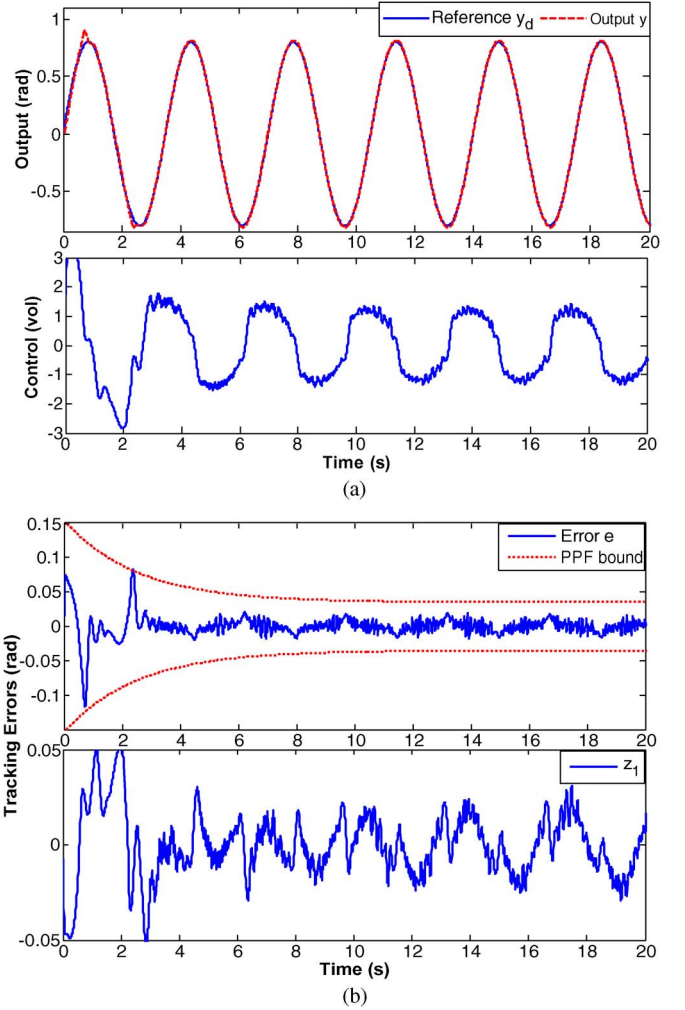 Reference y_d Output y
1
0.5
0
-0.5
Output (rad)
0 2 4 6 8 10 12 14 16 18 20
3
2
1
0
-1
-2
-3
Control (vol)
0 2 4 6 8 10 12 14 16 18 20
Time (s)
(a)
0.15
0.1
0.05
0
-0.05
-0.1
Error e
PPF bound
0 2 4 6 8 10 12 14 16 18 20
Tracking Errors (rad)
0.05
0
-0.05
z_1
0 2 4 6 8 10 12 14 16 18 20
Time (s)
(b)